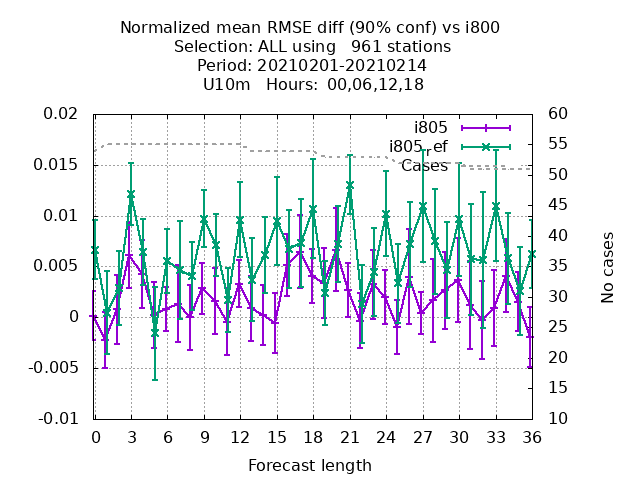 Normalized mean RMSE diff (90% conf) vs i800
Selection: ALL using   961 stations
Period: 20210201-20210214
U10m   Hours:  00,06,12,18
i805
i805_ref
Cases
0.02
0.015
0.01
0.005
0
-0.005
-0.01
60
55
50
45
40
35
30
25
20
15
10
No cases
0 3 6 9 12 15 18 21 24 27 30 33 36
Forecast length